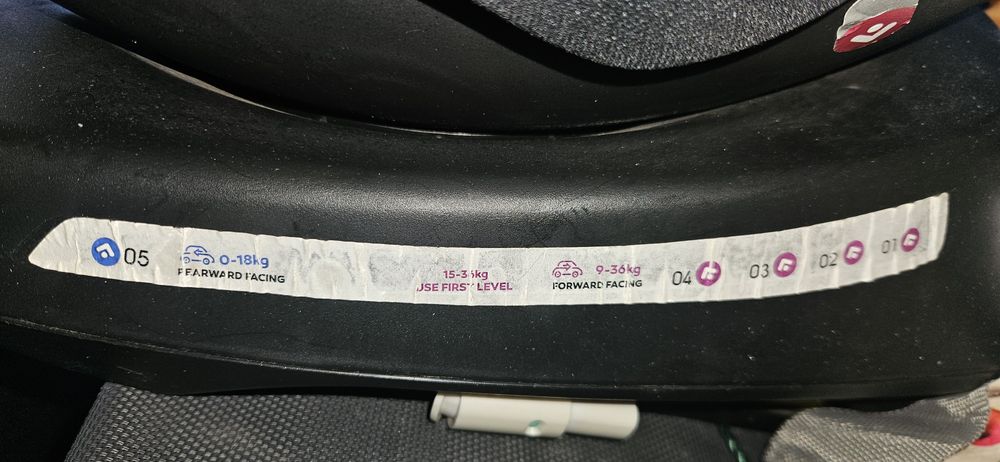 05
0-18kg
REARWARD FACING
15-36kg
USE FIRST LEVEL
9-36kg
FORWARD FACING
04
03
02
01